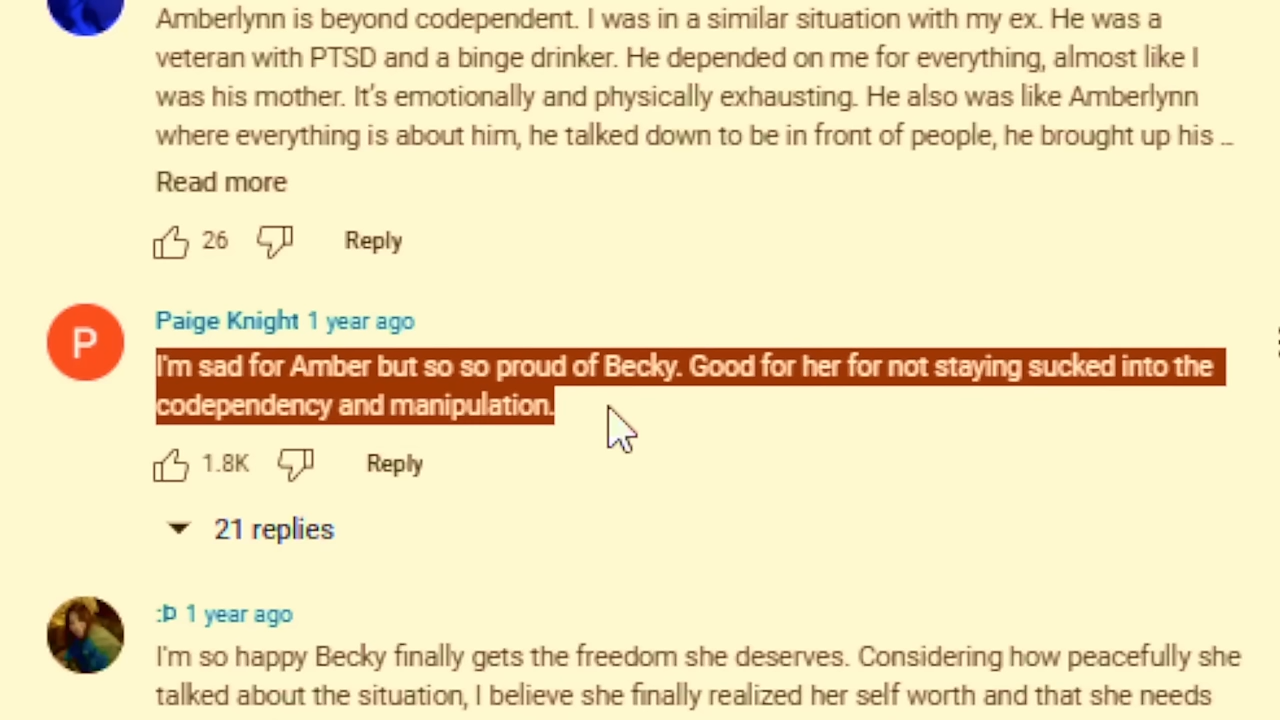 Amberlynn is beyond codependent. I was in a similar situation with my ex. He was a
veteran with PTSD and a binge drinker. He depended on me for everything, almost like I
was his mother. It's emotionally and physically exhausting. He also was like Amberlynn
where everything is about him, he talked down to be in front of people, he brought up his ...
Read more
26 Reply
P
Paige Knight 1 year ago
I'm sad for Amber but so so proud of Becky. Good for her for not staying sucked into the
codependency and manipulation.
1.8K Reply
21 replies
:Þ 1 year ago
I'm so happy Becky finally gets the freedom she deserves. Considering how peacefully she
talked about the situation, I believe she finally realized her self worth and that she needs